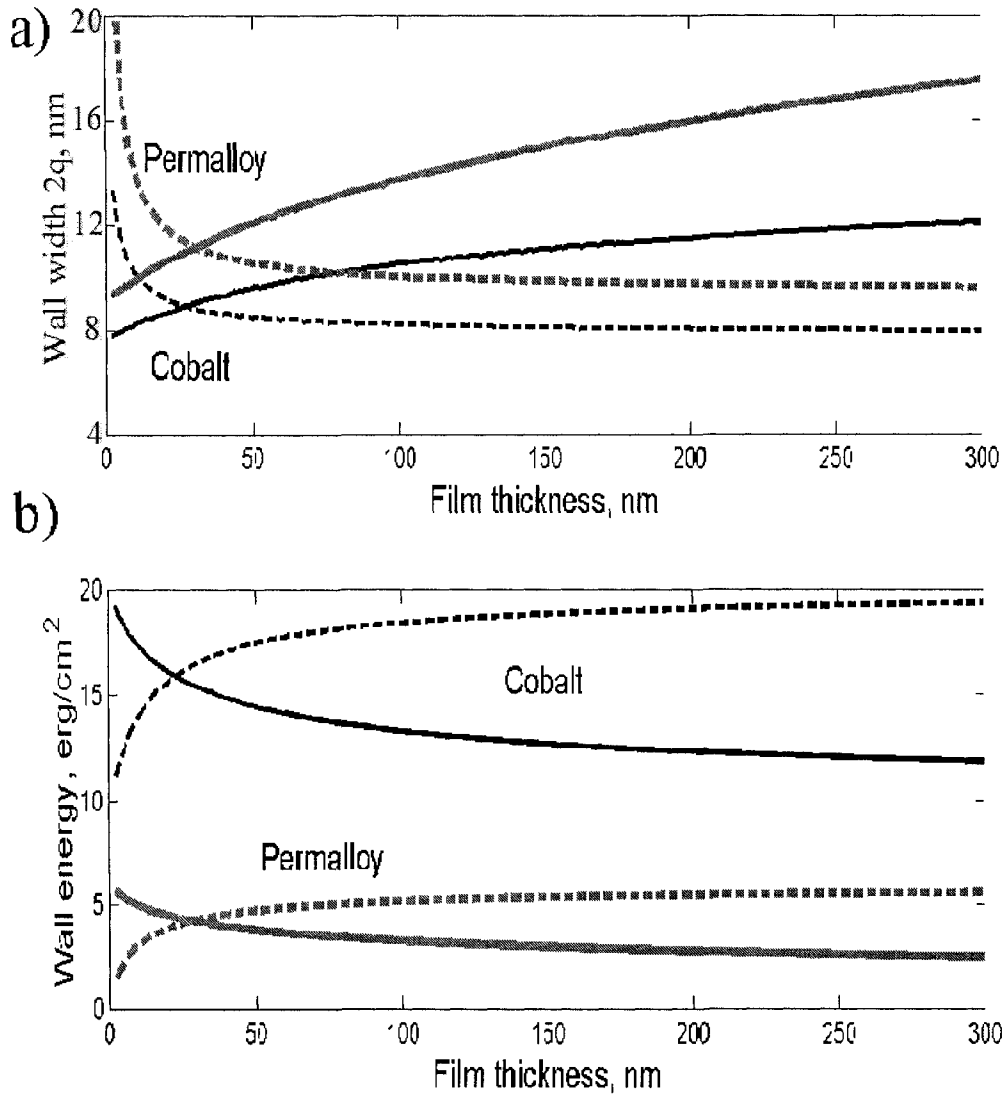 a)
20
16
12
8
4
Wall width 2q, nm
Permalloy
Cobalt
0 50 100 150 200 250 300
Film thickness, nm
b)
20
15
10
5
0
Wall energy, erg/cm²
Cobalt
Permalloy
0 50 100 150 200 250 300
Film thickness, nm